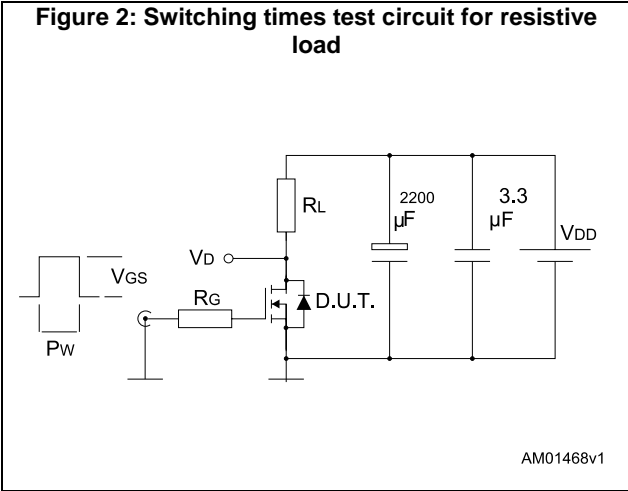 Figure 2: Switching times test circuit for resistive
load
2200
μF
3.3
μF
RL
VDD
VD
VGS
RG
D.U.T.
PW
AM01468v1